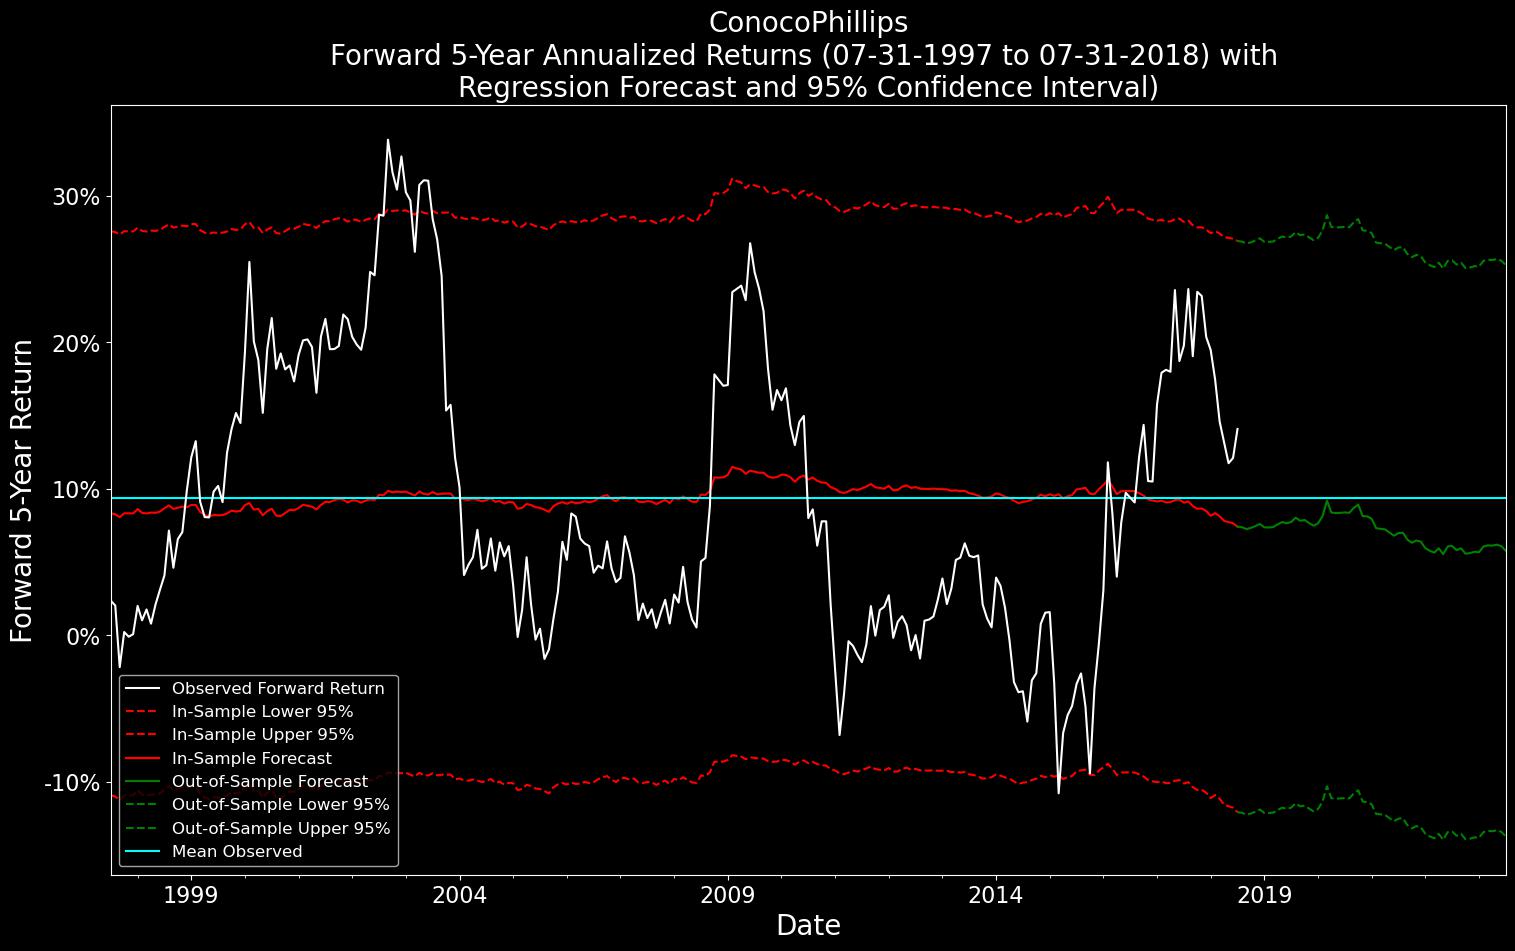 ConocoPhillips
Forward 5-Year Annualized Returns (07-31-1997 to 07-31-2018) with
Regression Forecast and 95% Confidence Interval)
Forward 5-Year Return
30%
20%
10%
0%
-10%
Observed Forward Return
In-Sample Lower 95%
In-Sample Upper 95%
In-Sample Forecast
Out-of-Sample Forecast
Out-of-Sample Lower 95%
Out-of-Sample Upper 95%
Mean Observed
1999 2004 2009 2014 2019
Date